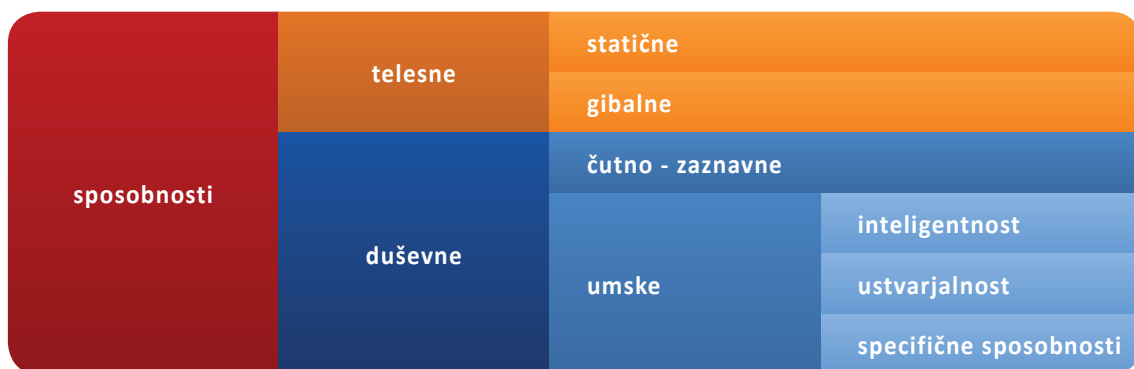 sposobnosti
telesne
statične
gibalne
duševne
čutno - zaznavne
umske
inteligentnost
ustvarjalnost
specifične sposobnosti